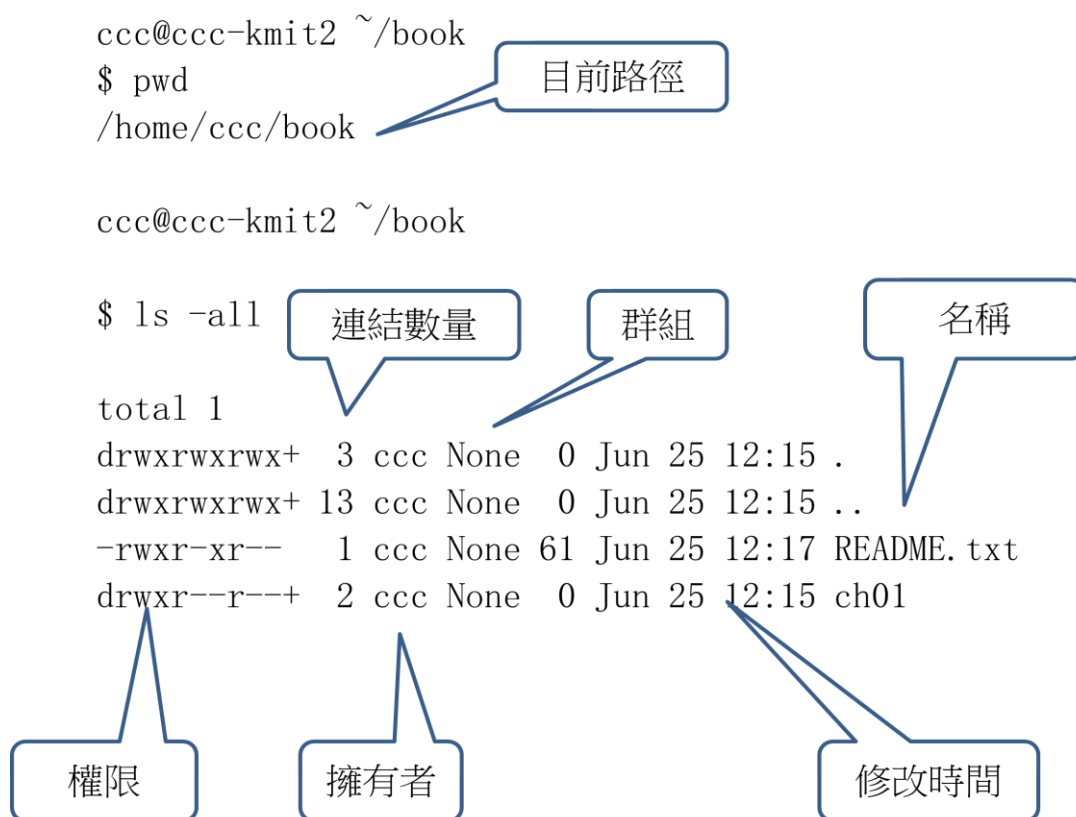 ccc@ccc-kmit2 ~/book
$ pwd
目前路徑
/home/ccc/book
ccc@ccc-kmit2 ~/book
$ ls -all
連結數量
群組
名稱
total 1
drwxrwxrwx+  3 ccc None  0 Jun 25 12:15 .
drwxrwxrwx+ 13 ccc None  0 Jun 25 12:15 ..
-rwxr-xr--   1 ccc None 61 Jun 25 12:17 README.txt
drwxr--r--+  2 ccc None  0 Jun 25 12:15 ch01
權限
擁有者
修改時間